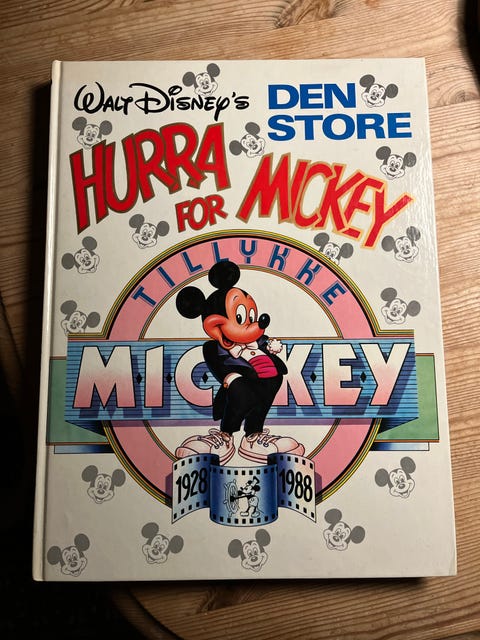 WALT DISNEY'S
DEN
STORE
HURRA
FOR MICKEY
TILLYKKE
MICKEY
1928 1988